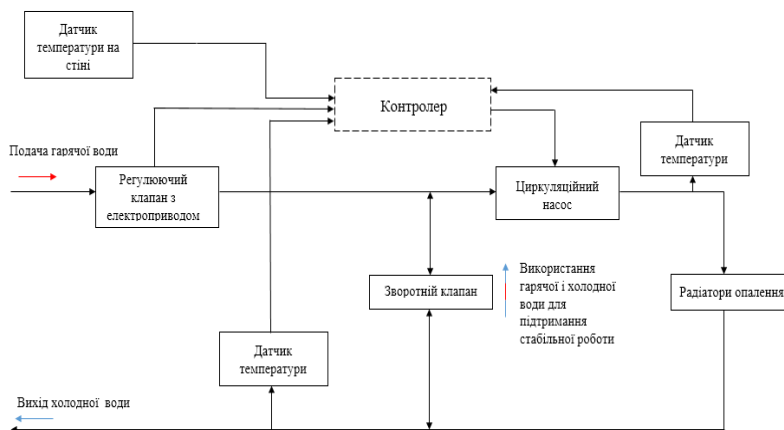 Датчик
температури на
стіні
Контролер
Датчик
температури
Подача гарячої води
Регулюючий
клапан з
електроприводом
Циркуляційний
насос
Зворотній клапан
Використання
гарячої і холодної
води для
підтримання
стабільної роботи
Радіатори опалення
Датчик
температури
Вихід холодної води